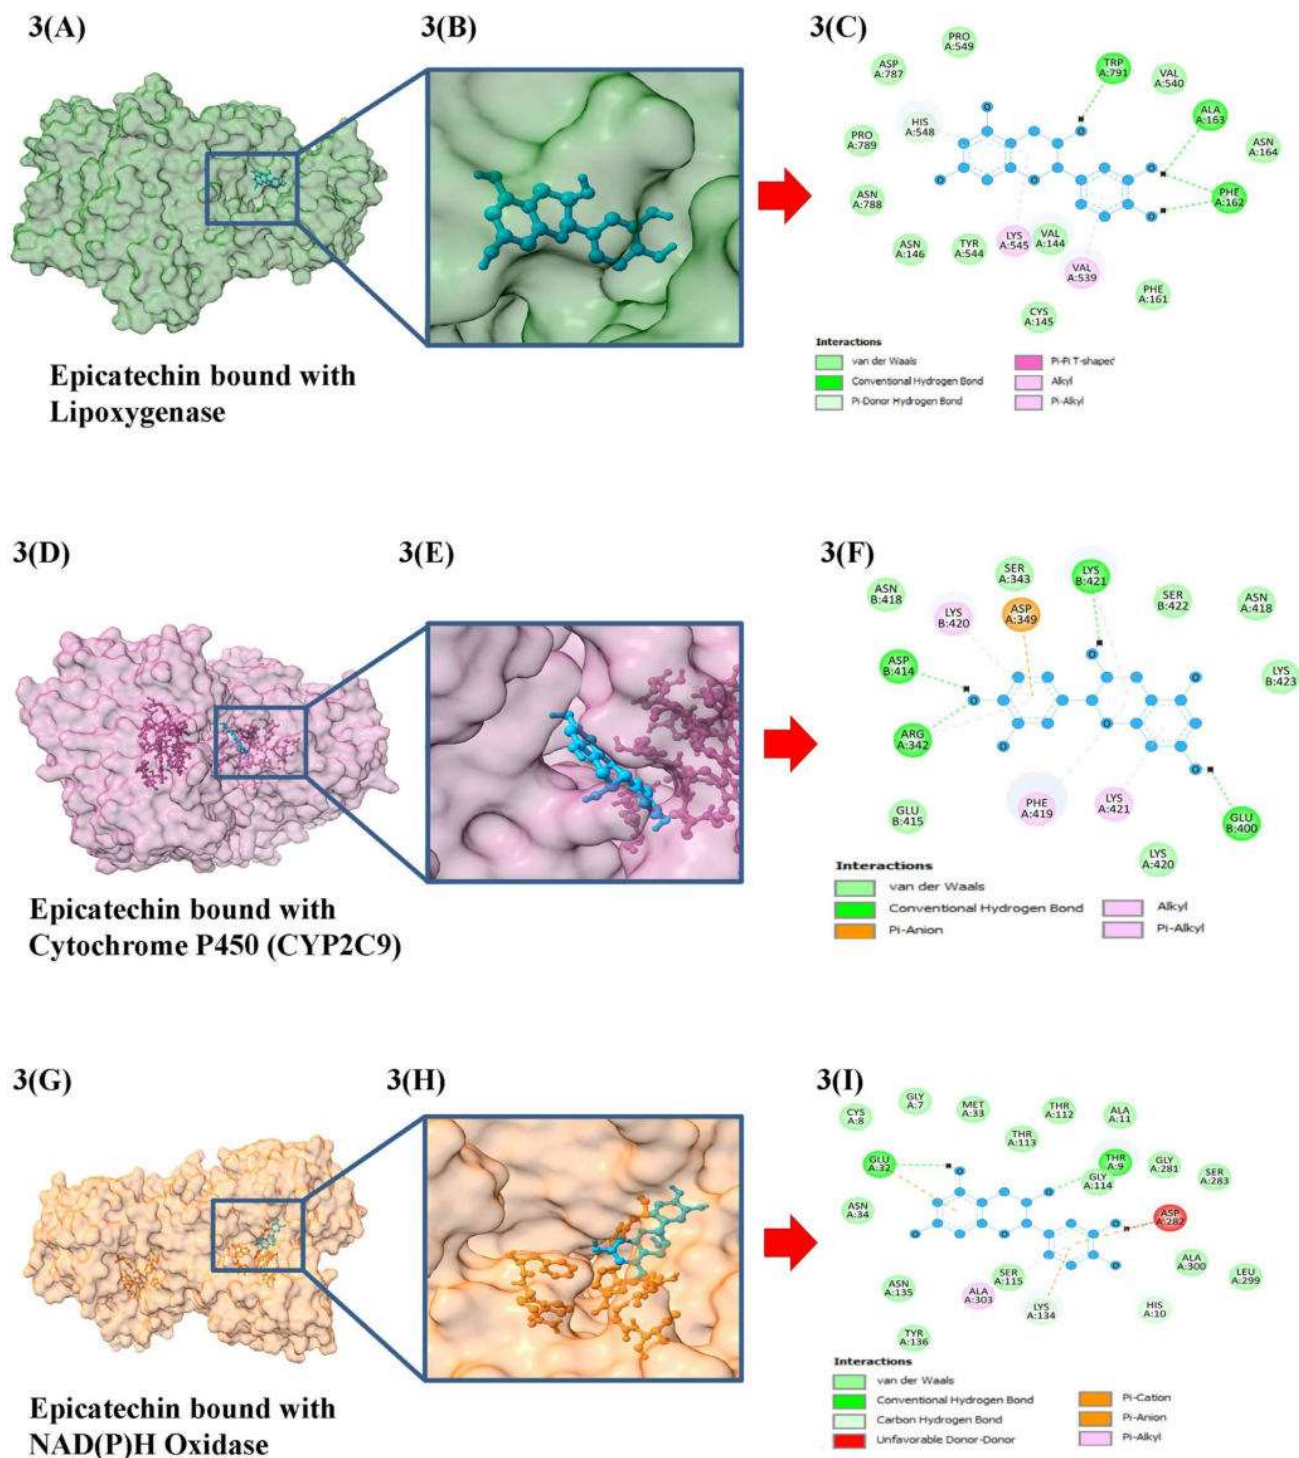 3(A)
3(B)
3(C)
PRO
A:549
ASP
A:787
TRP
A:791
VAL
A:540
ALA
A:163
HIS
A:548
PRO
A:789
ASN
A:164
ASN
A:788
PHE
A:162
ASN
A:146
TYR
A:544
LYS
A:545
VAL
A:144
VAL
A:539
PHE
A:161
CYS
A:145
Interactions
van der Waals
Conventional Hydrogen Bond
Pi-Donor Hydrogen Bond
Pi-Pi T-shaped
Alkyl
Pi-Alkyl
Epicatechin bound with
Lipoxygenase
3(D)
3(E)
3(F)
ASN
B:418
SER
A:343
LYS
B:421
LYS
B:420
ASP
A:349
SER
B:422
ASN
A:418
ASP
B:414
LYS
B:423
ARG
A:342
GLU
B:415
PHE
A:419
LYS
A:421
GLU
B:400
LYS
A:420
Interactions
van der Waals
Conventional Hydrogen Bond
Pi-Anion
Alkyl
Pi-Alkyl
Epicatechin bound with
Cytochrome P450 (CYP2C9)
3(G)
3(H)
3(I)
CYS
A:8
GLY
A:7
MET
A:33
THR
A:112
ALA
A:11
THR
A:113
GLU
A:32
THR
A:9
GLY
A:114
GLY
A:281
SER
A:283
ASN
A:34
ASP
A:282
ASN
A:135
SER
A:115
ALA
A:303
LYS
A:134
ALA
A:300
LEU
A:299
HIS
A:10
TYR
A:136
Interactions
van der Waals
Conventional Hydrogen Bond
Carbon Hydrogen Bond
Unfavorable Donor-Donor
Pi-Cation
Pi-Anion
Pi-Alkyl
Epicatechin bound with
NAD(P)H Oxidase